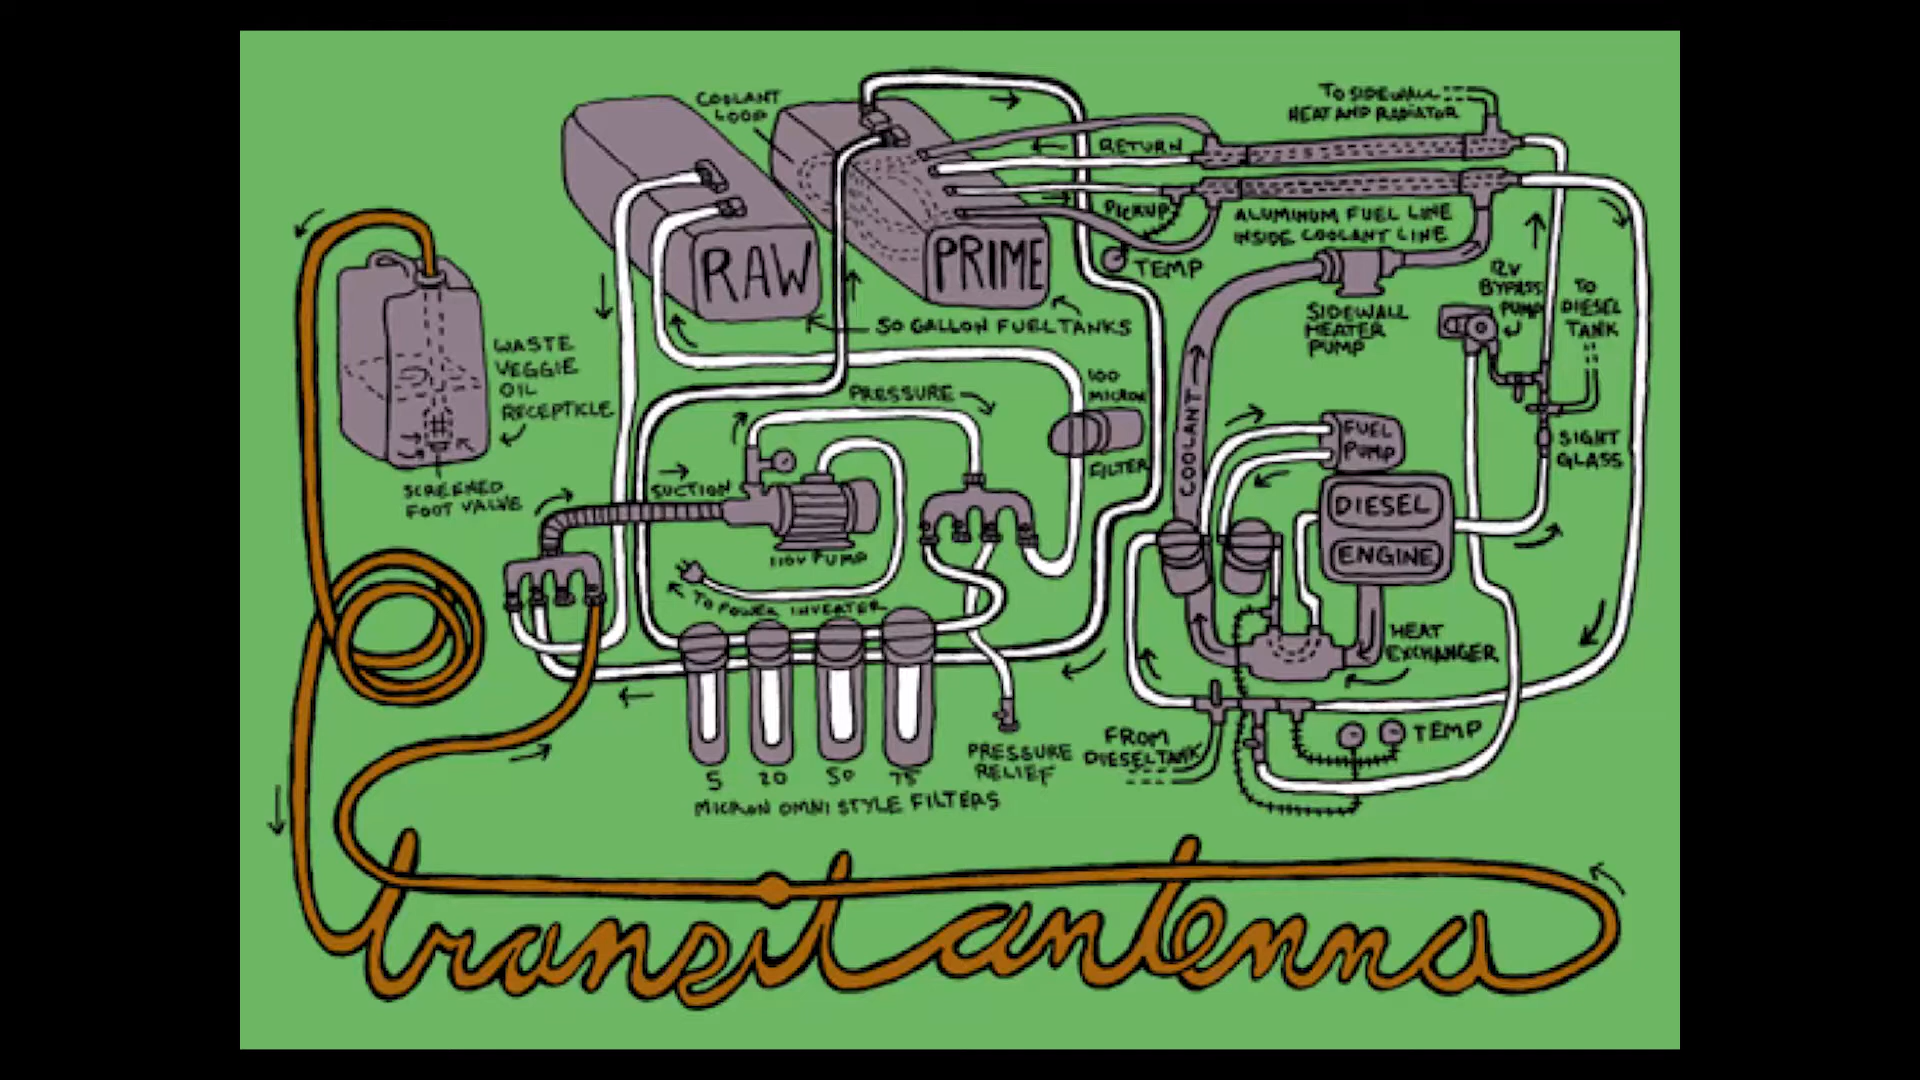 COOLANT
LOOP
TO SIDEWALL
HEAT AND RADIATOR
RETURN
PICKUP
ALUMINUM FUEL LINE
INSIDE COOLANT LINE
TEMP
RAW
PRIME
50 GALLON FUEL TANKS
SIDEWALL
HEATER
PUMP
12V
BYPASS
PUMP
TO
DIESEL
TANK
WASTE
VEGGIE
OIL
RECEPTICLE
SCREENED
FOOT VALVE
PRESSURE
100
MICRON
FILTER
COOLANT
FUEL
PUMP
SIGHT
GLASS
SUCTION
110V PUMP
TO POWER INVERTER
DIESEL
ENGINE
HEAT
EXCHANGER
5 20 50 75
MICRON OMNI STYLE FILTERS
PRESSURE
RELIEF
FROM
DIESEL TANK
TEMP
transit antenna